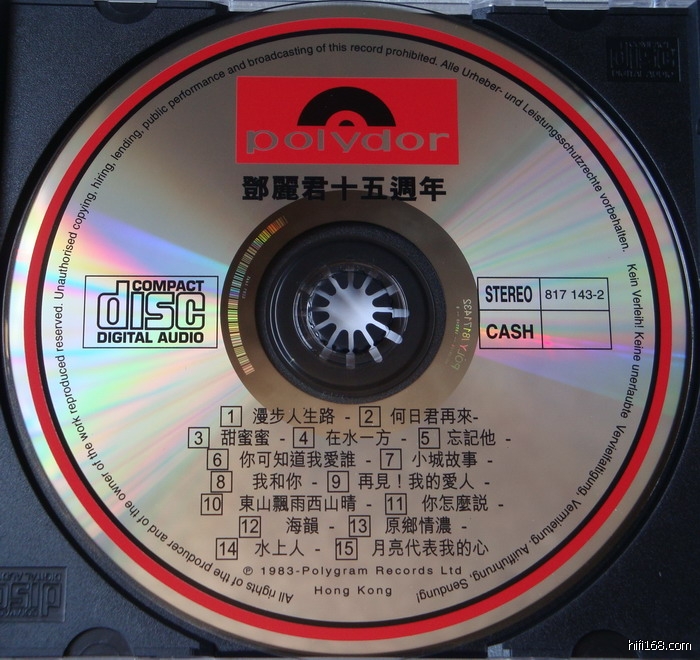 polydor
鄧麗君十五週年
COMPACT
disc
DIGITAL AUDIO
STEREO 817 143-2
CASH
1 漫步人生路 - 2 何日君再來-
3 甜蜜蜜 - 4 在水一方 - 5 忘記他 -
6 你可知道我愛誰 - 7 小城故事 -
8 我和你 - 9 再見！我的愛人 -
10 東山飄雨西山晴 - 11 你怎麼說 -
12 海韻 - 13 原鄉情濃 -
14 水上人 - 15 月亮代表我的心
℗ 1983-Polygram Records Ltd
Hong Kong
All rights of the producer and of the owner of the work reproduced reserved. Unauthorised copying, hiring, lending, public performance and broadcasting of this record prohibited. Alle Urheber- und Leistungsschutzrechte vorbehalten. Kein Verleih! Keine unerlaubte Vervielfältigung, Vermietung, Aufführung, Sendung!
hifi168.com